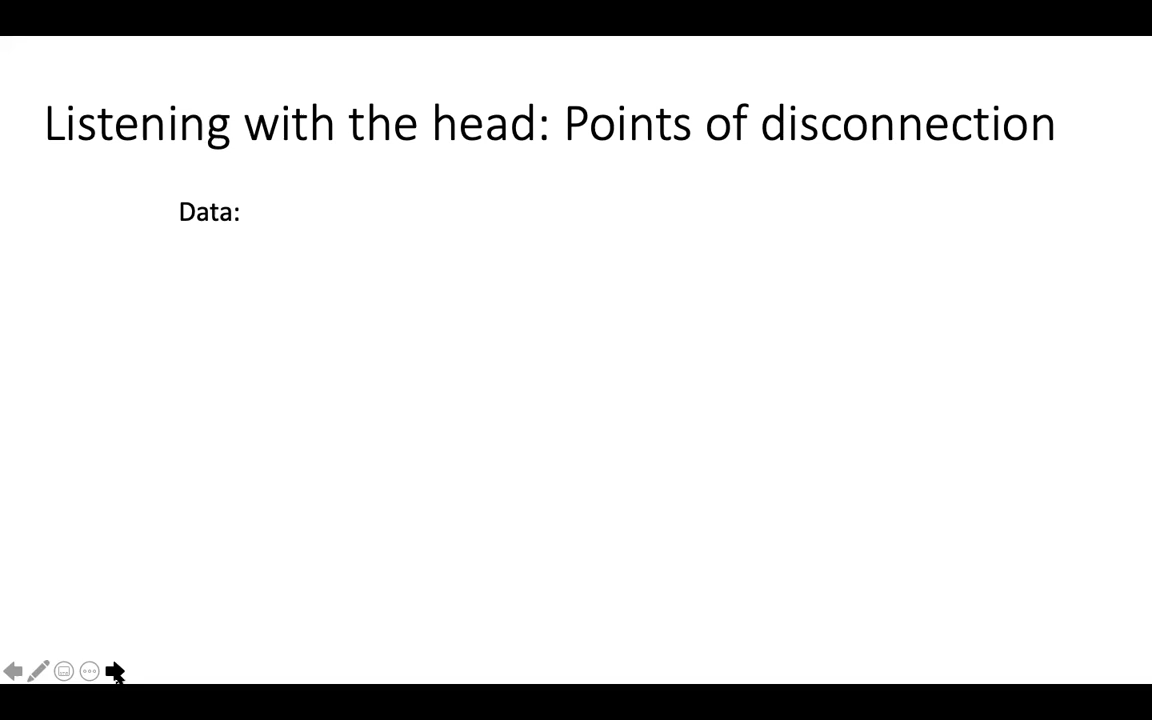 Listening with the head: Points of disconnection
Data: